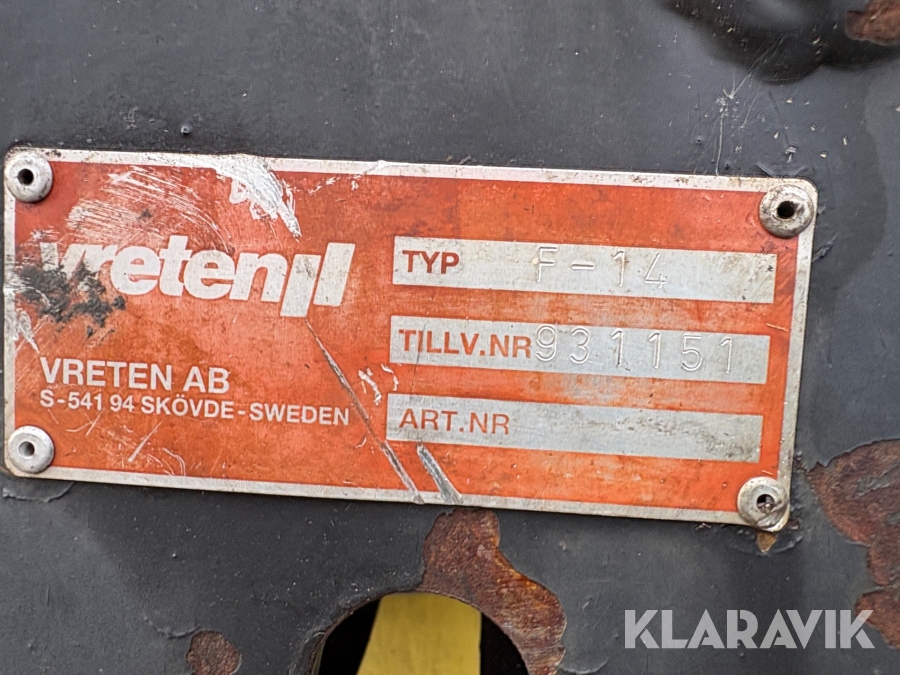 vreten
VRETEN AB
S-541 94 SKÖVDE-SWEDEN
TYP F-14
TILLV.NR 931151
ART.NR
KLARAVIK